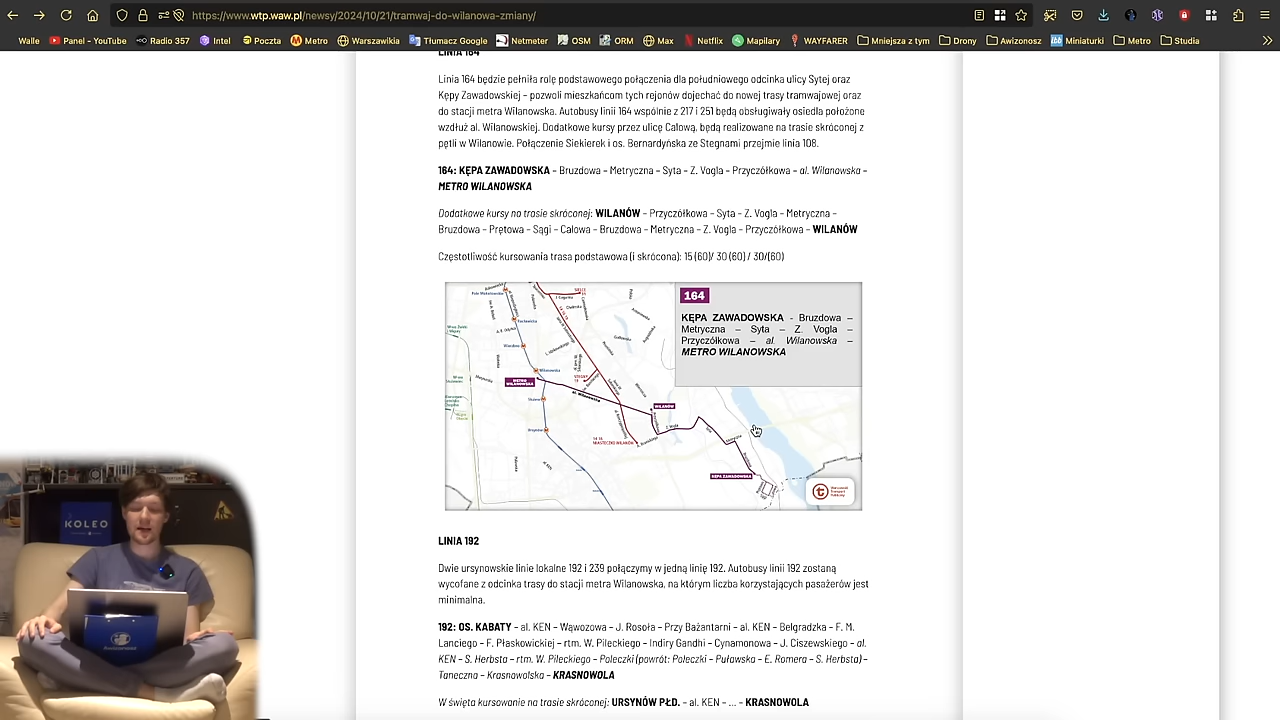 https://www.wtp.waw.pl/newsy/2024/10/21/tramwaj-do-wilanowa-zmiany/
Walle Panel - YouTube Radio 357 Intel Poczta Metro Warszawikia Tłumacz Google Netmeter OSM ORM Max Netflix Mapilary WAYFARER Mniejsza z tym Drony Awizonosz Miniaturki Metro Studia
LINIA 164
Linia 164 będzie pełniła rolę podstawowego połączenia dla południowego odcinka ulicy Sytej oraz
Kępy Zawadowskiej – pozwoli mieszkańcom tych rejonów dojechać do nowej trasy tramwajowej oraz
do stacji metra Wilanowska. Autobusy linii 164 wspólnie z 217 i 251 będą obsługiwały osiedla położone
wzdłuż al. Wilanowskiej. Dodatkowe kursy przez ulicę Calową, będą realizowane na trasie skróconej z
pętli w Wilanowie. Połączenie Siekierek i os. Bernardyńska ze Stegnami przejmie linia 108.
164: KĘPA ZAWADOWSKA – Bruzdowa – Metryczna – Syta – Z. Vogla – Przyczółkowa – al. Wilanowska –
METRO WILANOWSKA
Dodatkowe kursy na trasie skróconej: WILANÓW – Przyczółkowa – Syta – Z. Vogla – Metryczna –
Bruzdowa – Prętowa – Sągi – Calowa – Bruzdowa – Metryczna – Z. Vogla – Przyczółkowa – WILANÓW
Częstotliwość kursowania trasa podstawowa (i skrócona): 15 (60)/ 30 (60) / 30/(60)
164
KĘPA ZAWADOWSKA - Bruzdowa –
Metryczna – Syta – Z. Vogla –
Przyczółkowa – al. Wilanowska –
METRO WILANOWSKA
METRO
WILANOWSKA
al. Wilanowska
WILANÓW
MIASTECZKO WILANÓW
KĘPA ZAWADOWSKA
LINIA 192
Dwie ursynowskie linie lokalne 192 i 239 połączymy w jedną linię 192. Autobusy linii 192 zostaną
wycofane z odcinka trasy do stacji metra Wilanowska, na którym liczba korzystających pasażerów jest
minimalna.
192: OS. KABATY – al. KEN – Wąwozowa – J. Rosoła – Przy Bażantarni – al. KEN – Belgradzka – F. M.
Lanciego – F. Płaskowickiej – rtm. W. Pileckiego – Indiry Gandhi – Cynamonowa – J. Ciszewskiego – al.
KEN – S. Herbsta – rtm. W. Pileckiego – Poleczki (powrót: Poleczki – Puławska – E. Romera – S. Herbsta) –
Taneczna – Krasnowolska – KRASNOWOLA
W święta kursowanie na trasie skróconej: URSYNÓW PŁD. – al. KEN – ... – KRASNOWOLA
KOLEO